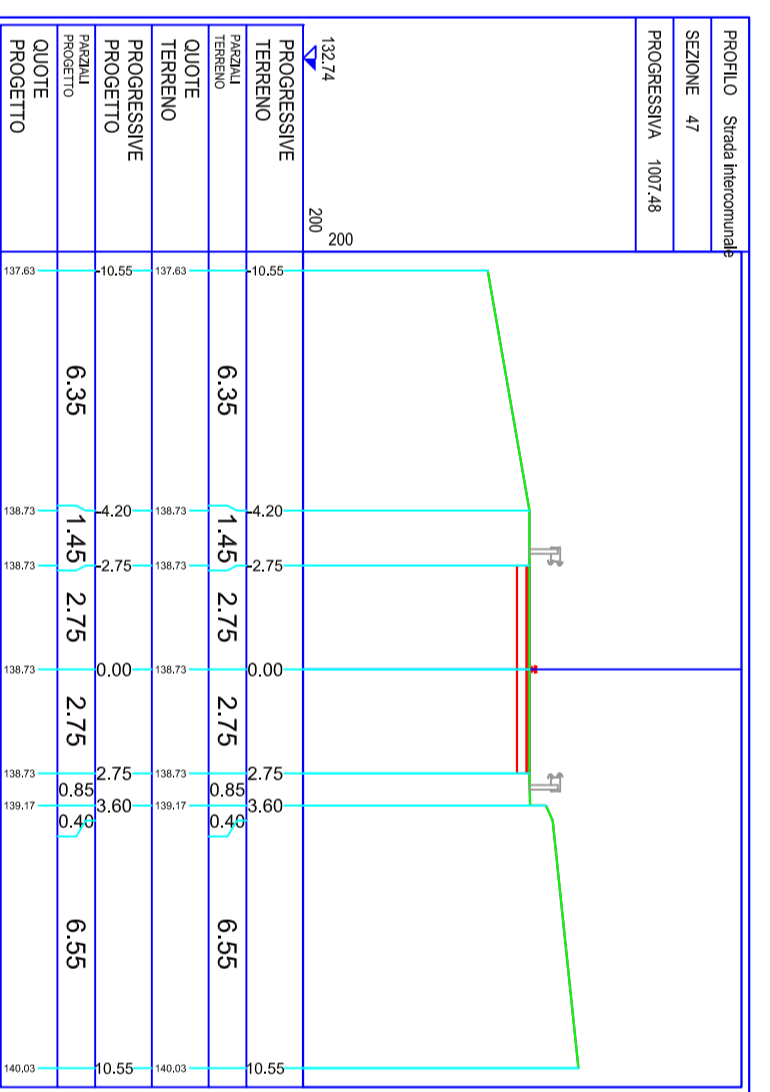 PROFILO Strada intercomunale
SEZIONE 47
PROGRESSIVA 1007.48
200
132.74 200
PROGRESSIVE TERRENO
-10.55 -4.20 -2.75 0.00 2.75 3.60 10.55
PARZIALI TERRENO
6.35 1.45 2.75 2.75 0.85 0.40 6.55
QUOTE TERRENO
137.63 138.73 138.73 138.73 138.73 139.17 140.03
PROGRESSIVE PROGETTO
-10.55 -4.20 -2.75 0.00 2.75 3.60 10.55
PARZIALI PROGETTO
6.35 1.45 2.75 2.75 0.85 0.40 6.55
QUOTE PROGETTO
137.63 138.73 138.73 138.73 138.73 139.17 140.03